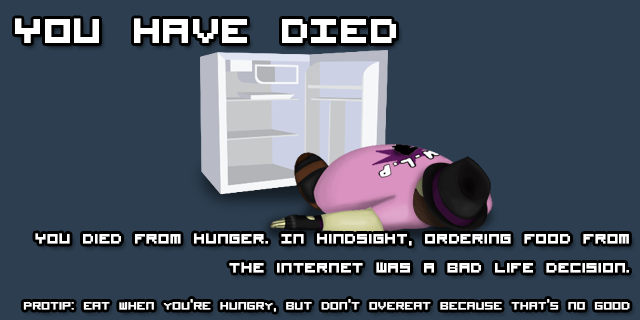 YOU HAVE DIED
K.L.P.
YOU DIED FROM HUNGER. IN HINDSIGHT, ORDERING FOOD FROM
THE INTERNET WAS A BAD LIFE DECISION.
PROTIP: EAT WHEN YOU'RE HUNGRY, BUT DON'T OVEREAT BECAUSE THAT'S NO GOOD